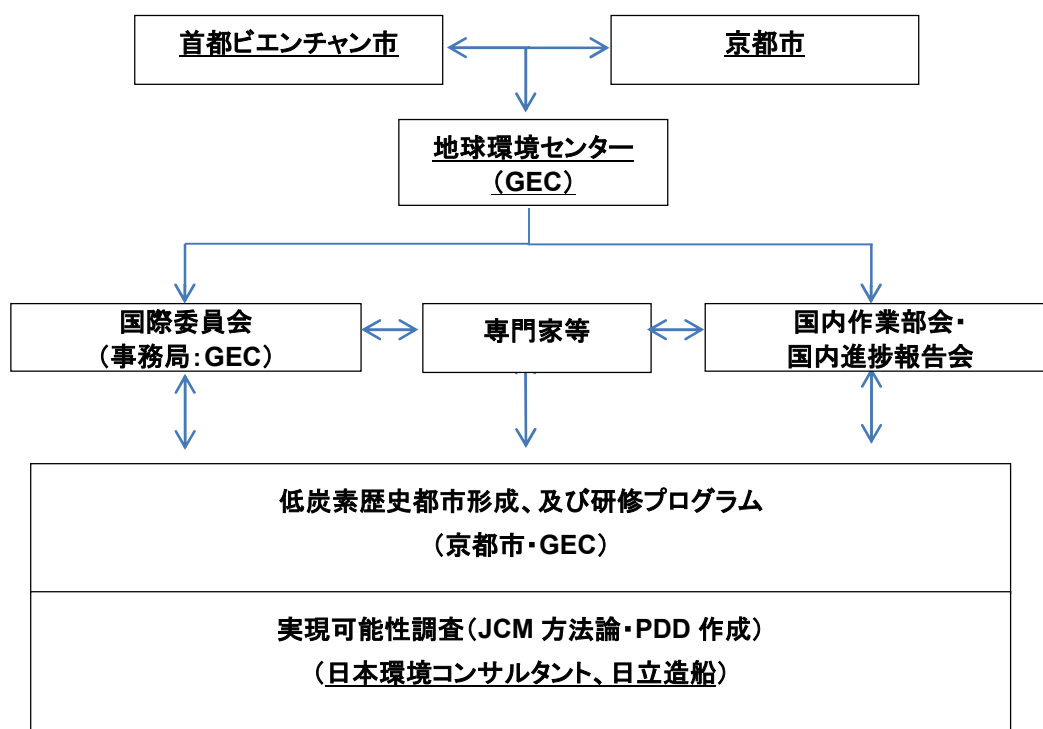 首都ビエンチャン市
京都市
地球環境センター
（GEC）
国際委員会
（事務局：GEC）
専門家等
国内作業部会・
国内進捗報告会
低炭素歴史都市形成、及び研修プログラム
（京都市・GEC）
実現可能性調査（JCM 方法論・PDD 作成）
（日本環境コンサルタント、日立造船）